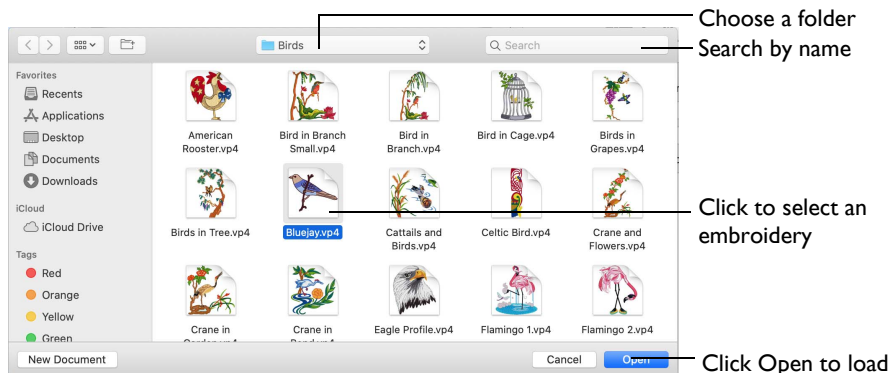 Choose a folder
Birds
Search
Search by name
Favorites
Recents
Applications
Desktop
Documents
Downloads
iCloud
iCloud Drive
Tags
Red
Orange
Yellow
Green
American
Rooster.vp4
Bird in Branch
Small.vp4
Bird in
Branch.vp4
Bird in Cage.vp4
Birds in
Grapes.vp4
Birds in Tree.vp4
Bluejay.vp4
Cattails and
Birds.vp4
Celtic Bird.vp4
Crane and
Flowers.vp4
Click to select an
embroidery
Crane in
Crane in
Eagle Profile.vp4
Flamingo 1.vp4
Flamingo 2.vp4
New Document
Cancel
Open
Click Open to load